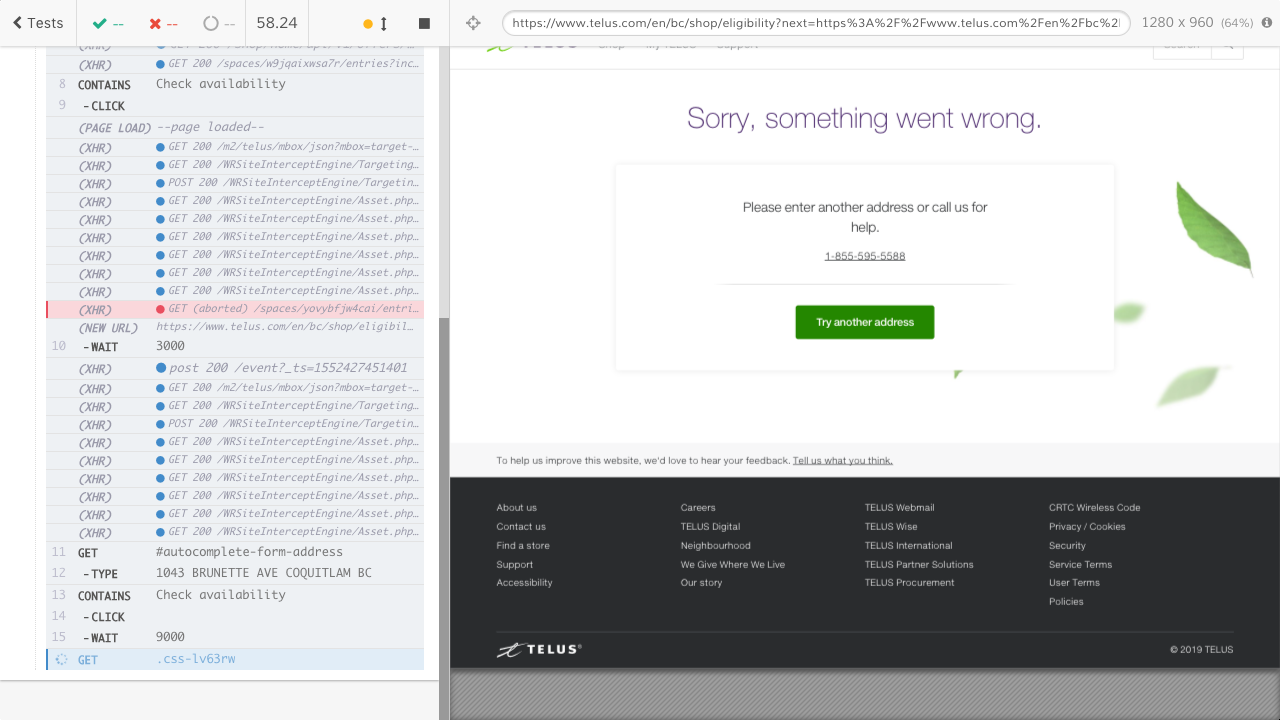 Tests
--
--
--
58.24
https://www.telus.com/en/bc/shop/eligibility?next=https%3A%2F%2Fwww.telus.com%2Fen%2Fbc%2
1280 x 960 (64%)
(XHR) GET 200 /spaces/w9jqaixwsa7r/entries?inc…
8 CONTAINS Check availability
9 -CLICK
(PAGE LOAD) --page loaded--
(XHR) GET 200 /m2/telus/mbox/json?mbox=target-…
(XHR) GET 200 /WRSiteInterceptEngine/Targeting…
(XHR) POST 200 /WRSiteInterceptEngine/Targetin…
(XHR) GET 200 /WRSiteInterceptEngine/Asset.php…
(XHR) GET 200 /WRSiteInterceptEngine/Asset.php…
(XHR) GET 200 /WRSiteInterceptEngine/Asset.php…
(XHR) GET 200 /WRSiteInterceptEngine/Asset.php…
(XHR) GET 200 /WRSiteInterceptEngine/Asset.php…
(XHR) GET 200 /WRSiteInterceptEngine/Asset.php…
(XHR) GET (aborted) /spaces/yovybfjw4cai/entri…
(NEW URL) https://www.telus.com/en/bc/shop/eligibil…
10 -WAIT 3000
(XHR) post 200 /event?_ts=1552427451401
(XHR) GET 200 /m2/telus/mbox/json?mbox=target-…
(XHR) GET 200 /WRSiteInterceptEngine/Targeting…
(XHR) POST 200 /WRSiteInterceptEngine/Targetin…
(XHR) GET 200 /WRSiteInterceptEngine/Asset.php…
(XHR) GET 200 /WRSiteInterceptEngine/Asset.php…
(XHR) GET 200 /WRSiteInterceptEngine/Asset.php…
(XHR) GET 200 /WRSiteInterceptEngine/Asset.php…
(XHR) GET 200 /WRSiteInterceptEngine/Asset.php…
(XHR) GET 200 /WRSiteInterceptEngine/Asset.php…
11 GET #autocomplete-form-address
12 -TYPE 1043 BRUNETTE AVE COQUITLAM BC
13 CONTAINS Check availability
14 -CLICK
15 -WAIT 9000
GET .css-lv63rw
Sorry, something went wrong.
Please enter another address or call us for
help.
1-855-595-5588
Try another address
To help us improve this website, we'd love to hear your feedback. Tell us what you think.
About us
Contact us
Find a store
Support
Accessibility
Careers
TELUS Digital
Neighbourhood
We Give Where We Live
Our story
TELUS Webmail
TELUS Wise
TELUS International
TELUS Partner Solutions
TELUS Procurement
CRTC Wireless Code
Privacy / Cookies
Security
Service Terms
User Terms
Policies
TELUS®
© 2019 TELUS